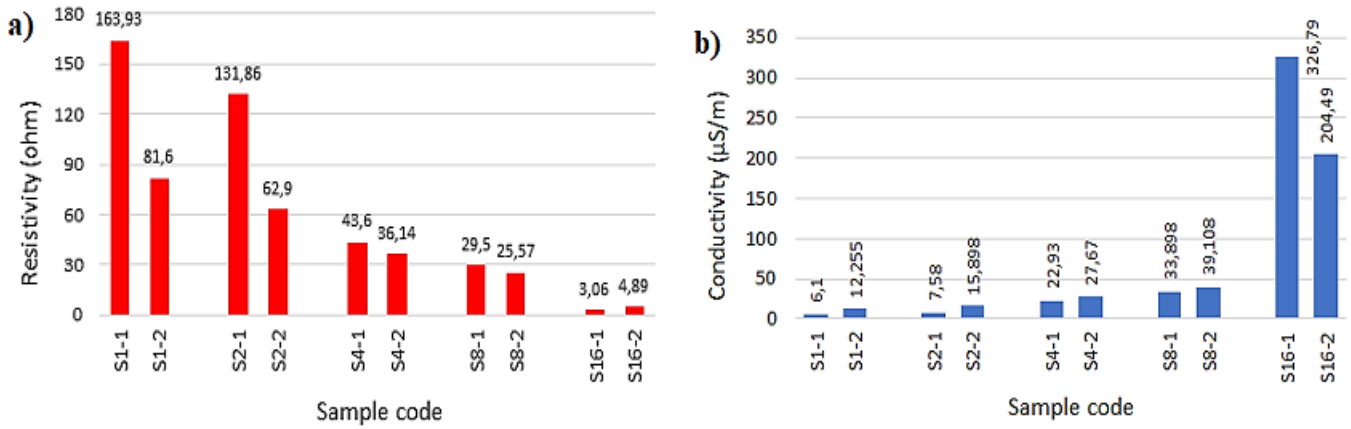 a)
Resistivity (ohm)
180
150
120
90
60
30
0
163,93
81,6
131,86
62,9
43,6
36,14
29,5
25,57
3,06
4,89
S1-1
S1-2
S2-1
S2-2
S4-1
S4-2
S8-1
S8-2
S16-1
S16-2
Sample code
b)
Conductivity (µS/m)
350
300
250
200
150
100
50
0
6,1
12,255
7,58
15,898
22,93
27,67
33,898
39,108
326,79
204,49
S1-1
S1-2
S2-1
S2-2
S4-1
S4-2
S8-1
S8-2
S16-1
S16-2
Sample code